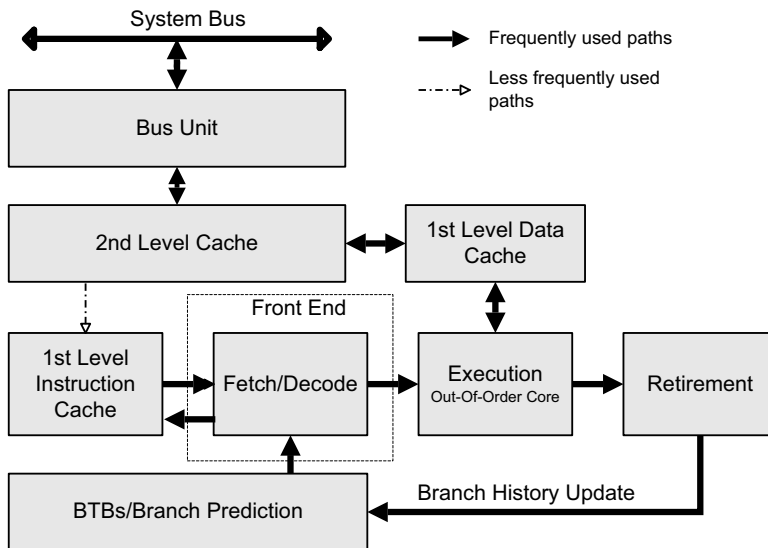 System Bus
Frequently used paths
Less frequently used
paths
Bus Unit
2nd Level Cache
1st Level Data
Cache
Front End
1st Level
Instruction
Cache
Fetch/Decode
Execution
Out-Of-Order Core
Retirement
BTBs/Branch Prediction
Branch History Update